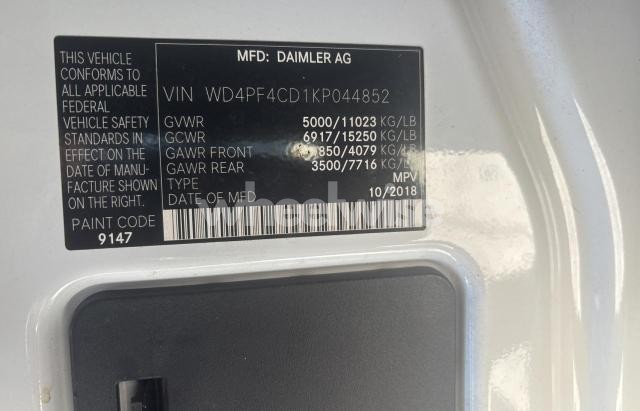 MFD: DAIMLER AG
THIS VEHICLE
CONFORMS TO
ALL APPLICABLE
FEDERAL
VEHICLE SAFETY
STANDARDS IN
EFFECT ON THE
DATE OF MANU-
FACTURE SHOWN
ON THE RIGHT.
PAINT CODE
9147
VIN WD4PF4CD1KP044852
GVWR 5000/11023 KG/LB
GCWR 6917/15250 KG/LB
GAWR FRONT 1850/4079 KG/LB
GAWR REAR 3500/7716 KG/LB
TYPE MPV
DATE OF MFD. 10/2018